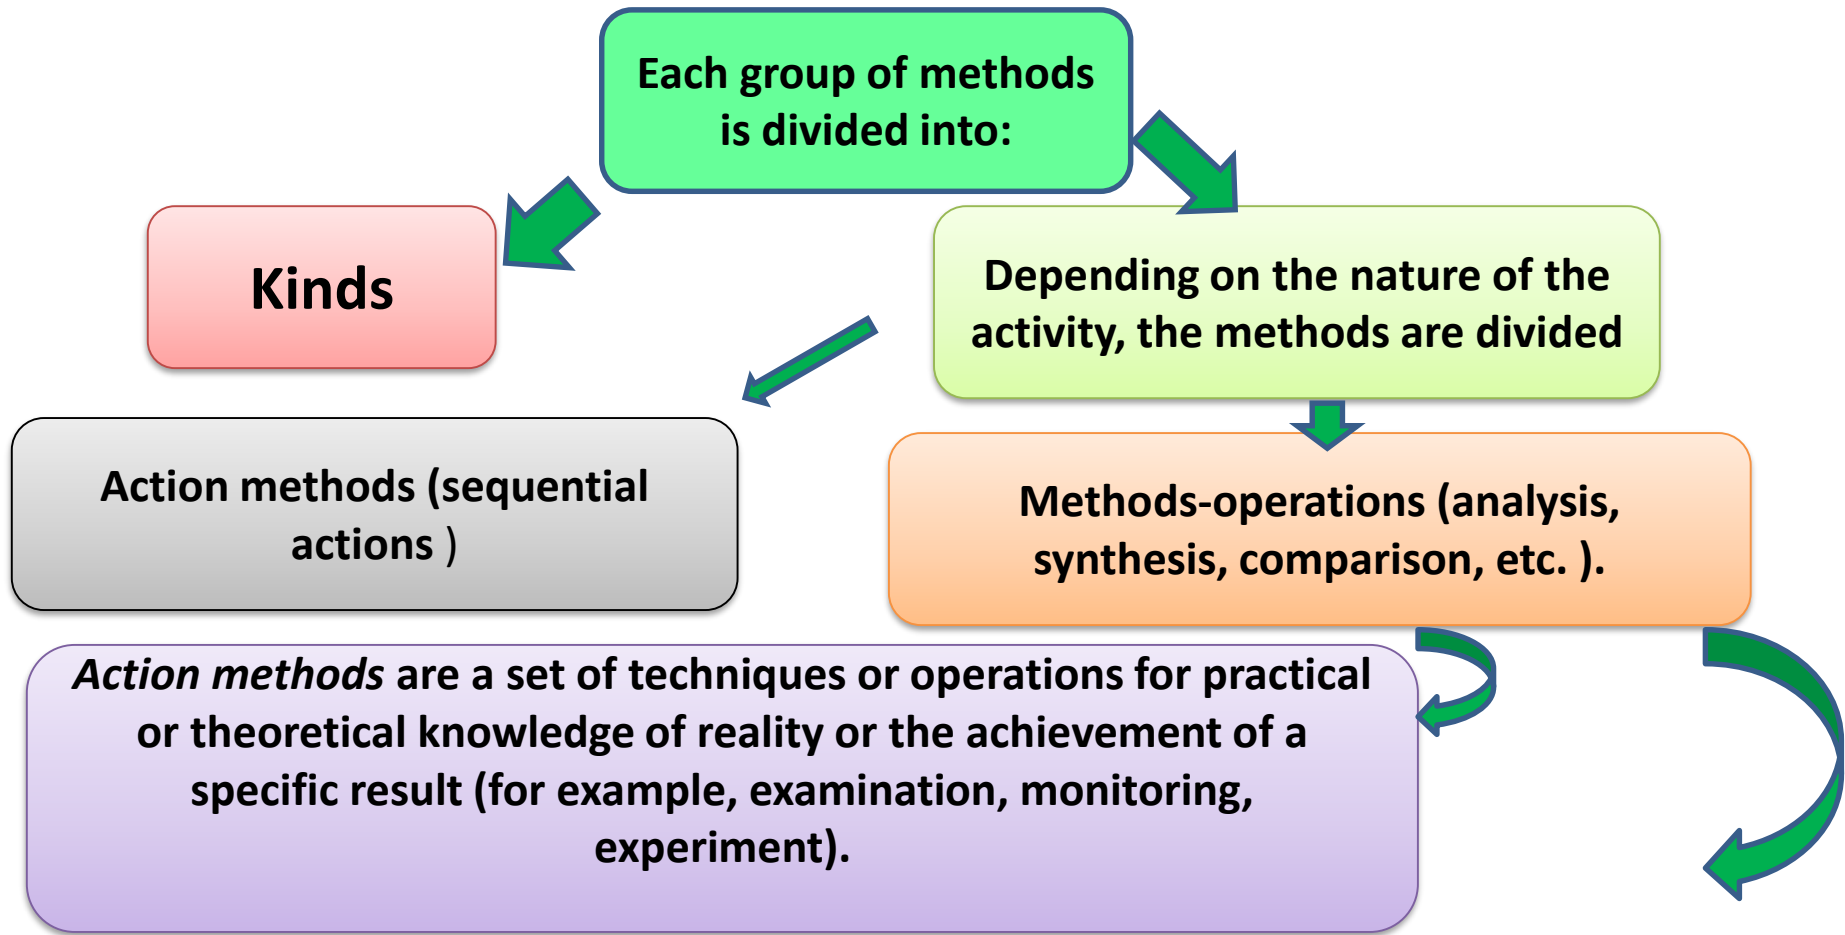 Each group of methods
is divided into:
Kinds
Depending on the nature of the
activity, the methods are divided
Action methods (sequential
actions )
Methods-operations (analysis,
synthesis, comparison, etc. ).
Action methods are a set of techniques or operations for practical
or theoretical knowledge of reality or the achievement of a
specific result (for example, examination, monitoring,
experiment).